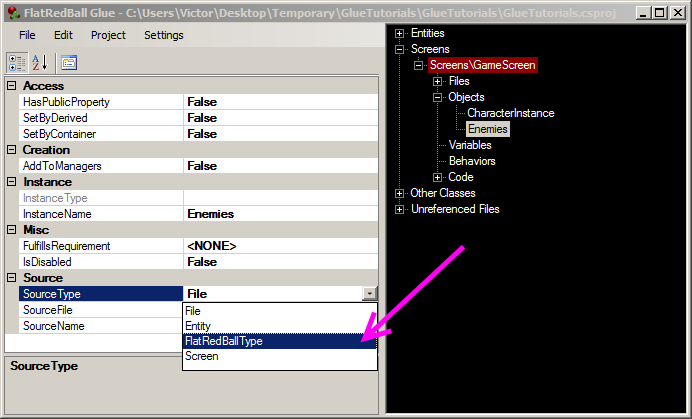 FlatRedBall Glue - C:\Users\Victor\Desktop\Temporary\GlueTutorials\GlueTutorials\GlueTutorials.csproj
File Edit Project Settings
Access
HasPublicProperty False
SetByDerived False
SetByContainer False
Creation
AddToManagers False
Instance
InstanceType
InstanceName Enemies
Misc
FulfillsRequirement <NONE>
IsDisabled False
Source
SourceType File
SourceFile
SourceName
File
Entity
FlatRedBallType
Screen
SourceType
Entities
Screens
Screens\GameScreen
Files
Objects
CharacterInstance
Enemies
Variables
Behaviors
Code
Other Classes
Unreferenced Files